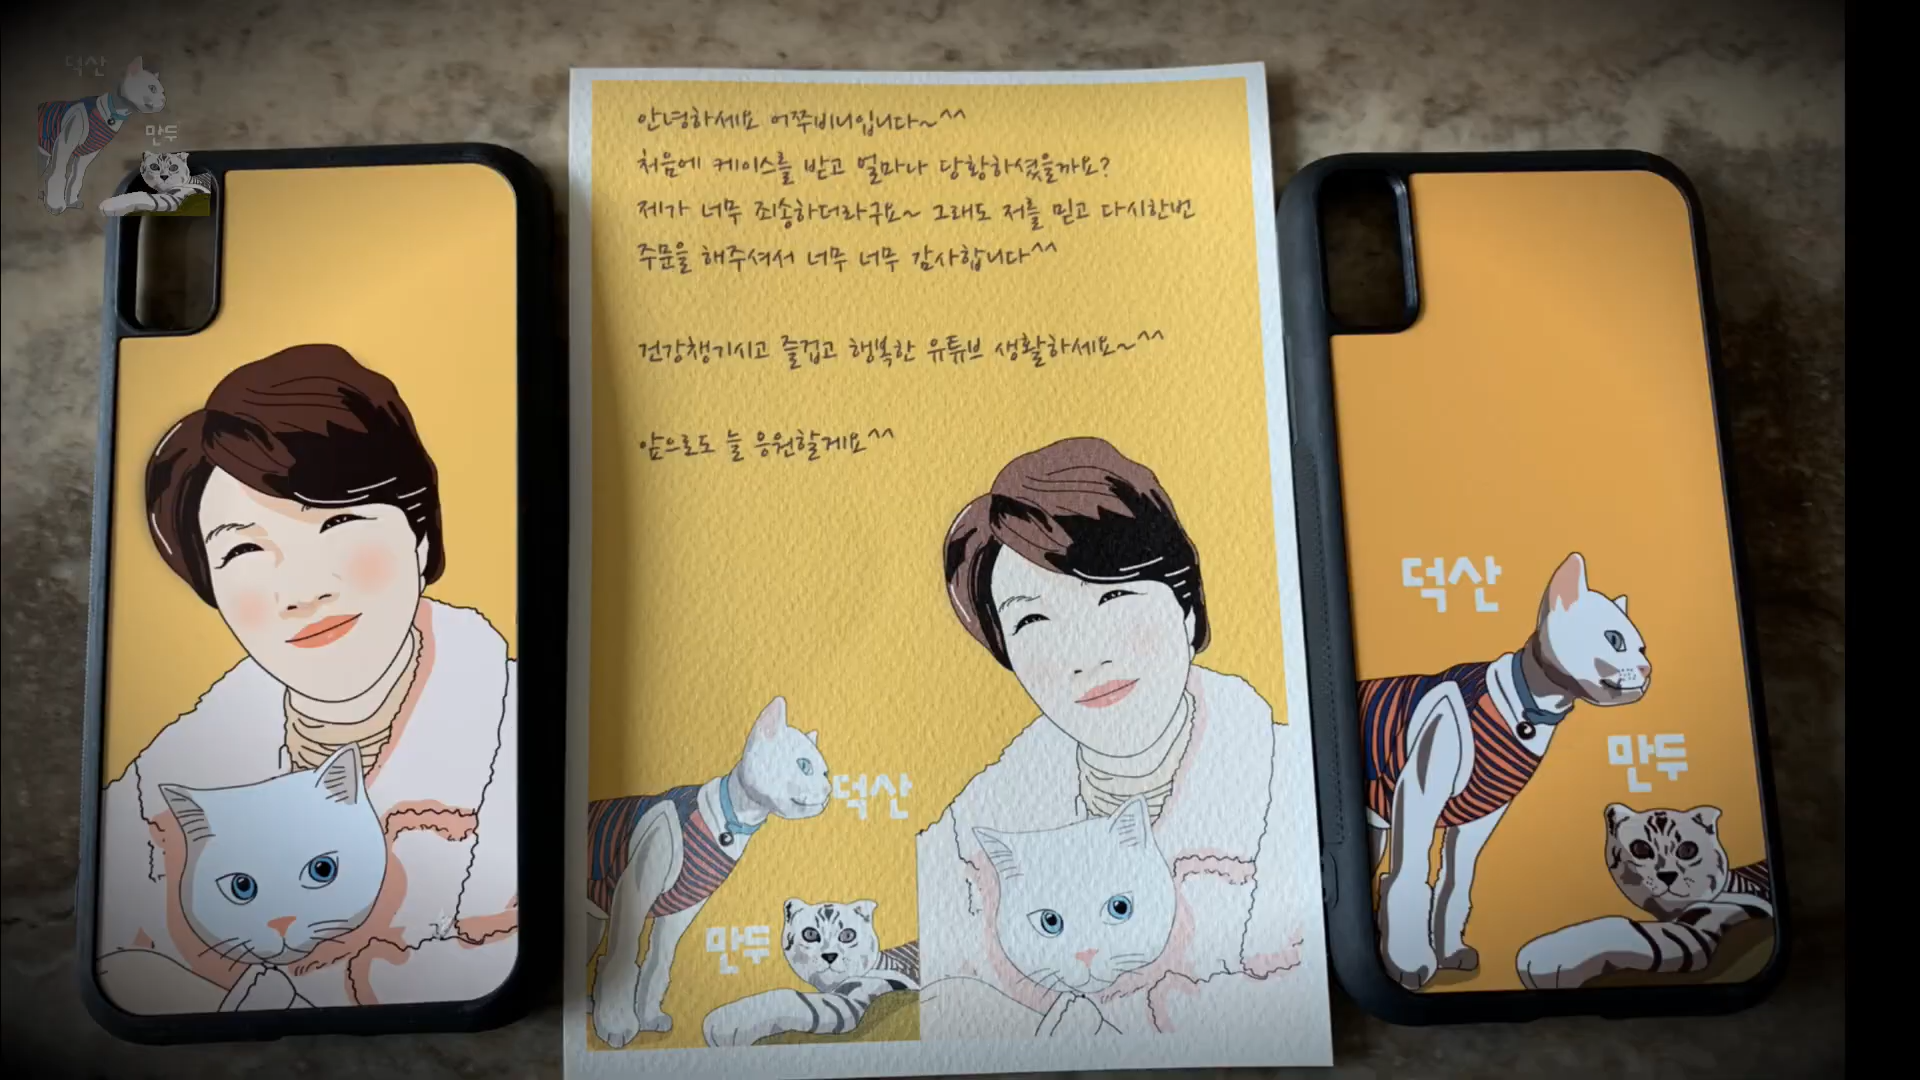 덕산
만두
안녕하세요 어쭈비니입니다~^^
처음에 케이스를 받고 얼마나 당황하셨을까요?
제가 너무 죄송하더라구요~ 그래도 저를 믿고 다시한번
주문을 해주셔서 너무 너무 감사합니다^^
건강챙기시고 즐겁고 행복한 유튜브 생활하세요~^^
앞으로도 늘 응원할게요^^
덕산
만두
덕산
만두